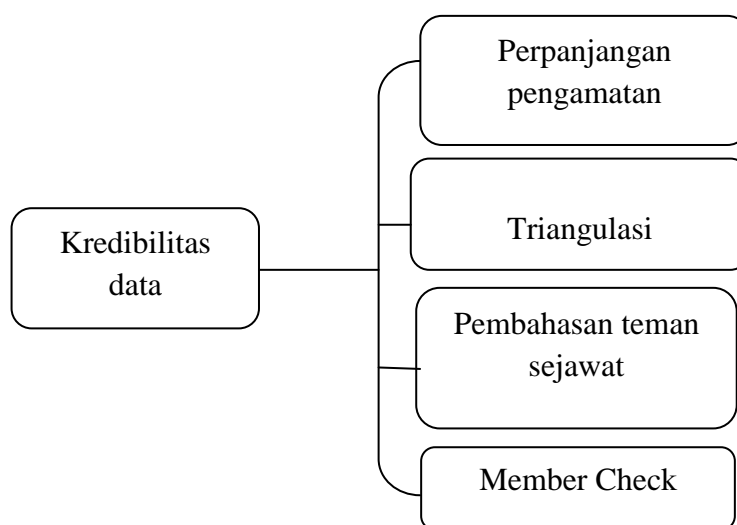 Kredibilitas
data
Perpanjangan
pengamatan
Triangulasi
Pembahasan teman
sejawat
Member Check